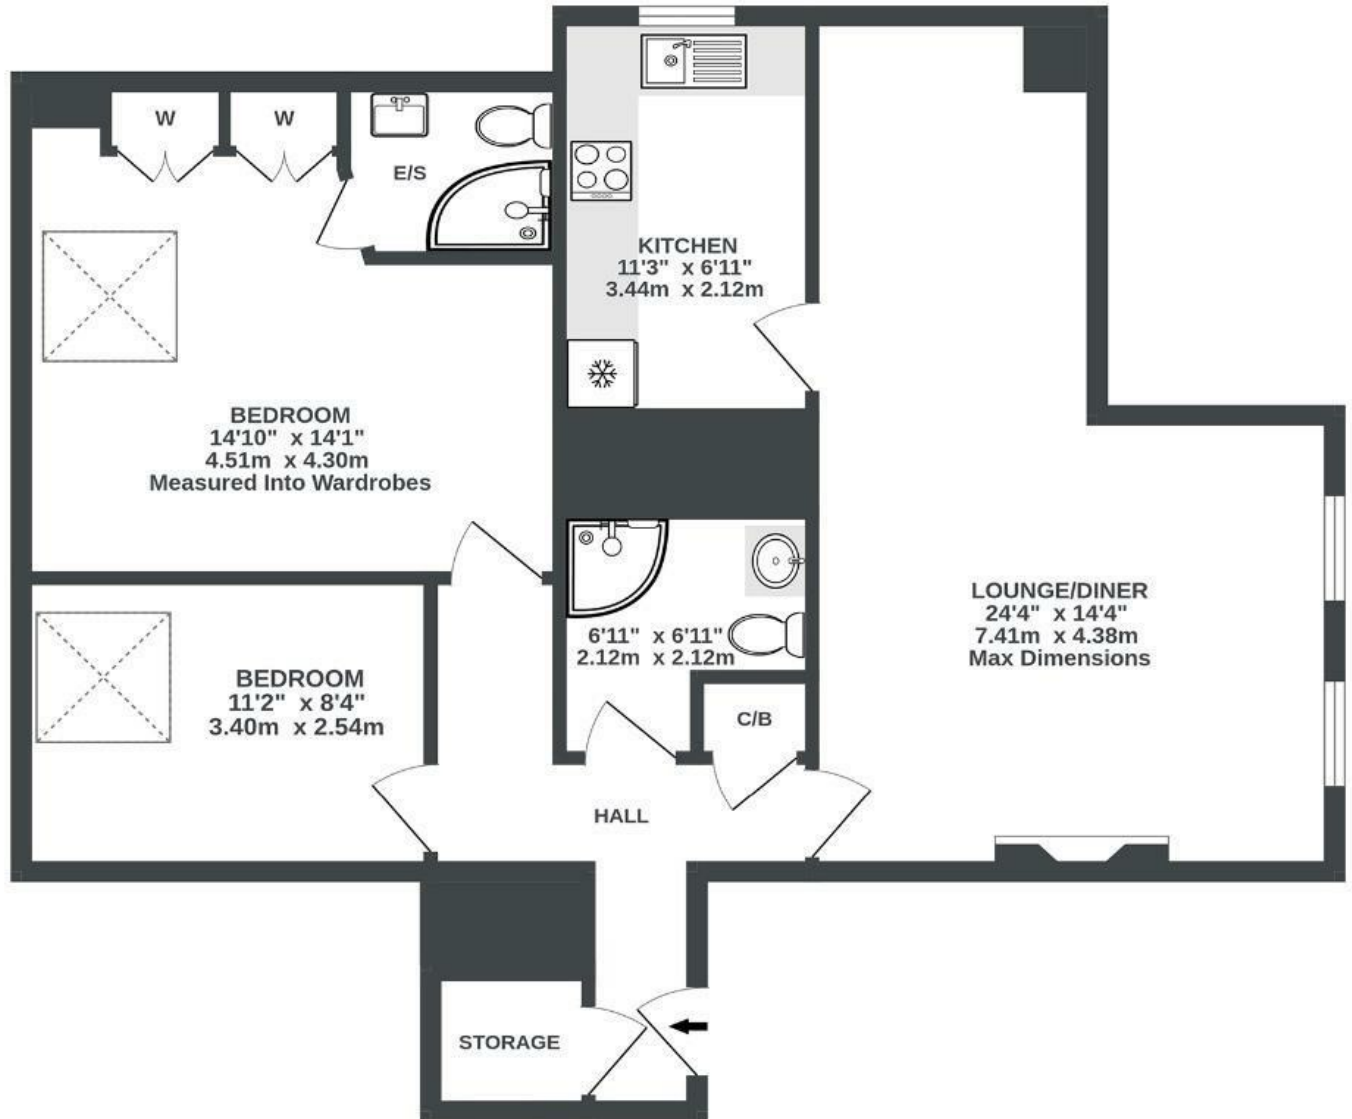 W
W
E/S
KITCHEN
11'3" x 6'11"
3.44m x 2.12m
BEDROOM
14'10" x 14'1"
4.51m x 4.30m
Measured Into Wardrobes
LOUNGE/DINER
24'4" x 14'4"
7.41m x 4.38m
Max Dimensions
6'11" x 6'11"
2.12m x 2.12m
BEDROOM
11'2" x 8'4"
3.40m x 2.54m
C/B
HALL
STORAGE